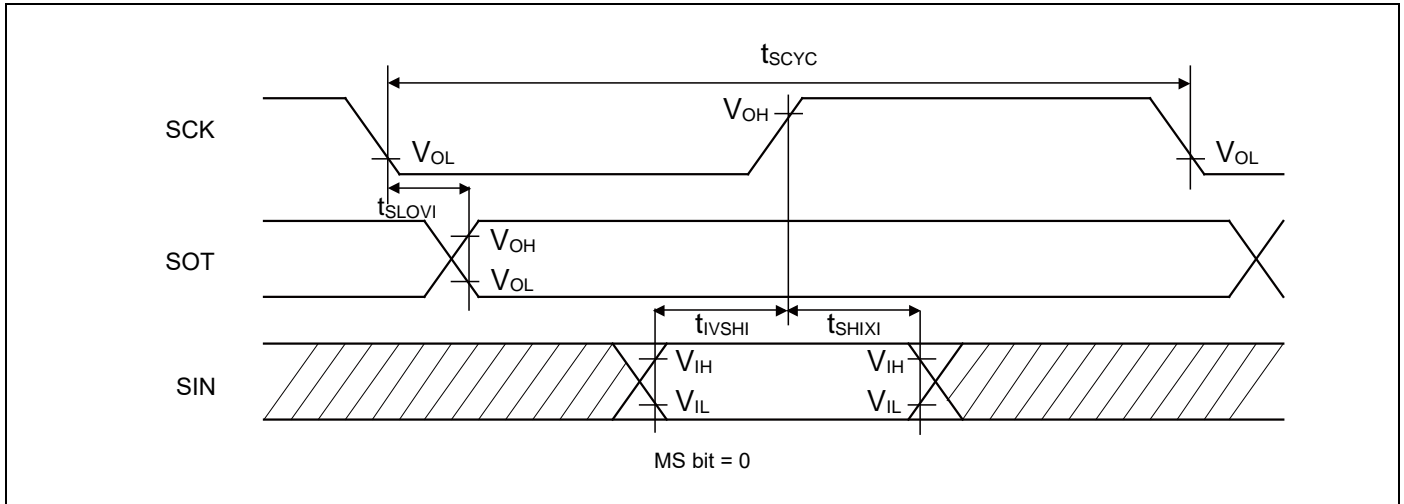 tSCYC
VOH
SCK
VOL
VOL
tSLOVI
VOH
SOT
VOL
tIVSHI
tSHIXI
VIH
VIH
SIN
VIL
VIL
MS bit = 0